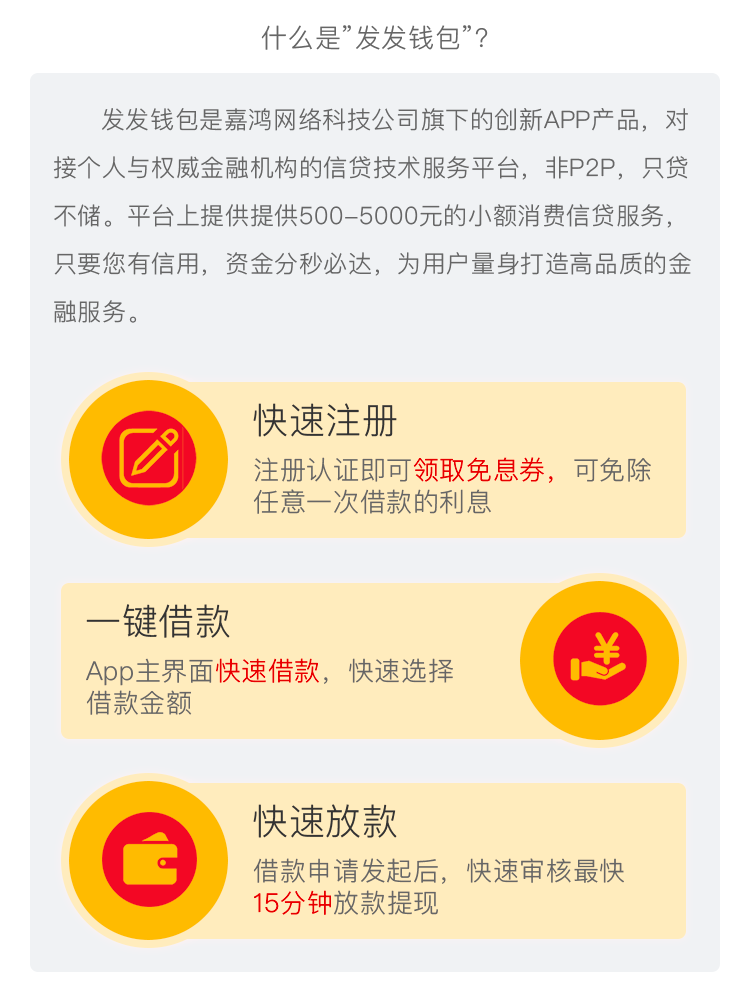 什么是”发发钱包”?
发发钱包是嘉鸿网络科技公司旗下的创新APP产品，对
接个人与权威金融机构的信贷技术服务平台，非P2P，只贷
不储。平台上提供提供500-5000元的小额消费信贷服务，
只要您有信用，资金分秒必达，为用户量身打造高品质的金
融服务。
快速注册
注册认证即可领取免息券，可免除
任意一次借款的利息
一键借款
App主界面快速借款，快速选择
借款金额
快速放款
借款申请发起后，快速审核最快
15分钟放款提现